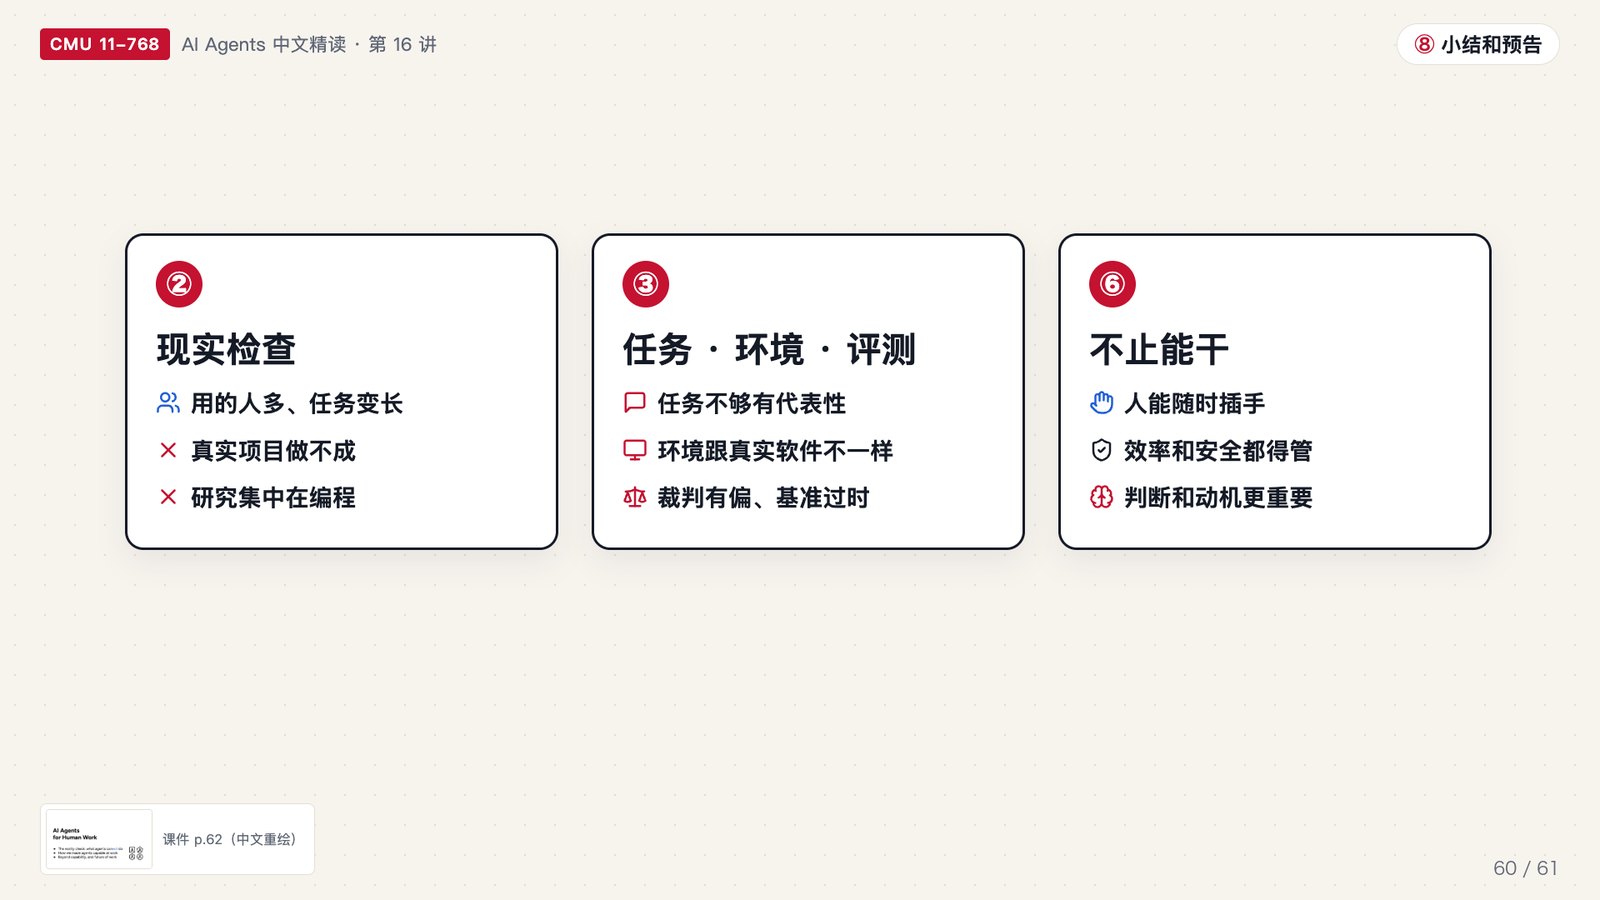 CMU 11-768 AI Agents 中文精读 · 第 16 讲
⑧ 小结和预告
②
现实检查
用的人多、任务变长
真实项目做不成
研究集中在编程
③
任务 · 环境 · 评测
任务不够有代表性
环境跟真实软件不一样
裁判有偏、基准过时
⑥
不止能干
人能随时插手
效率和安全都得管
判断和动机更重要
AI Agents
for Human Work
课件 p.62（中文重绘）
60 / 61